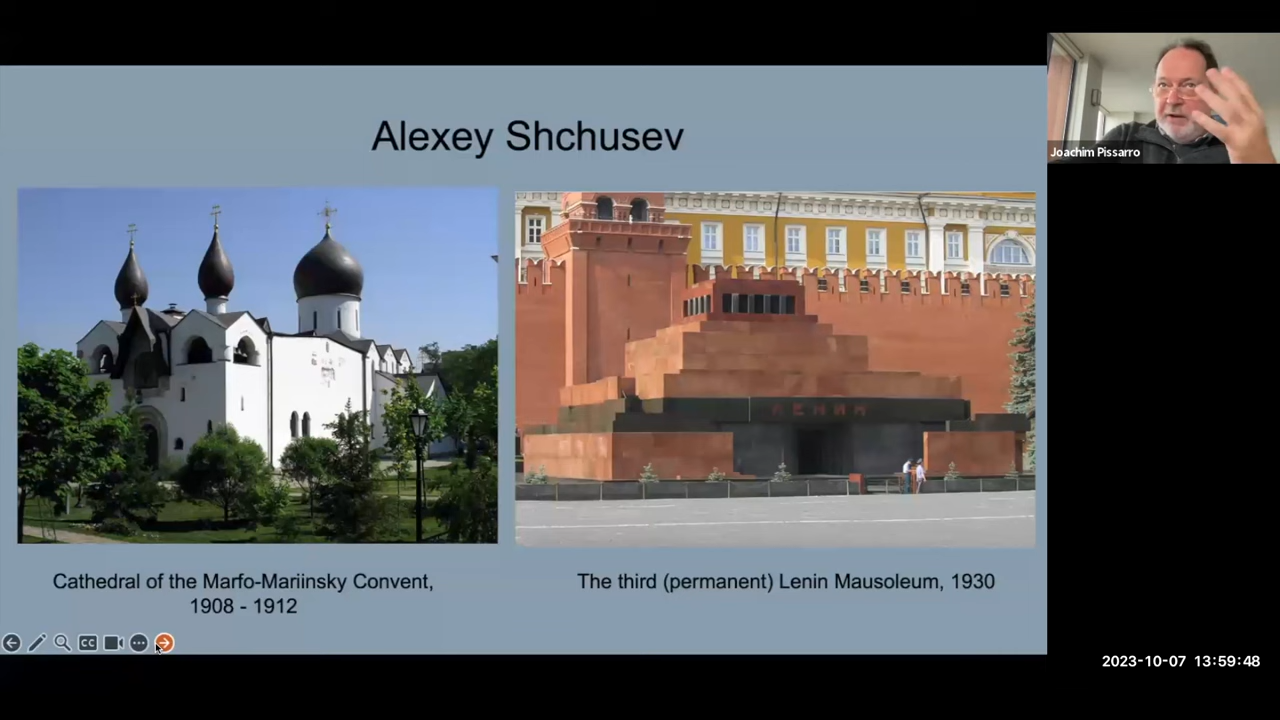 Alexey Shchusev
Joachim Pissarro
ЛЕНИН
Cathedral of the Marfo-Mariinsky Convent,
1908 - 1912
The third (permanent) Lenin Mausoleum, 1930
CC
2023-10-07 13:59:48